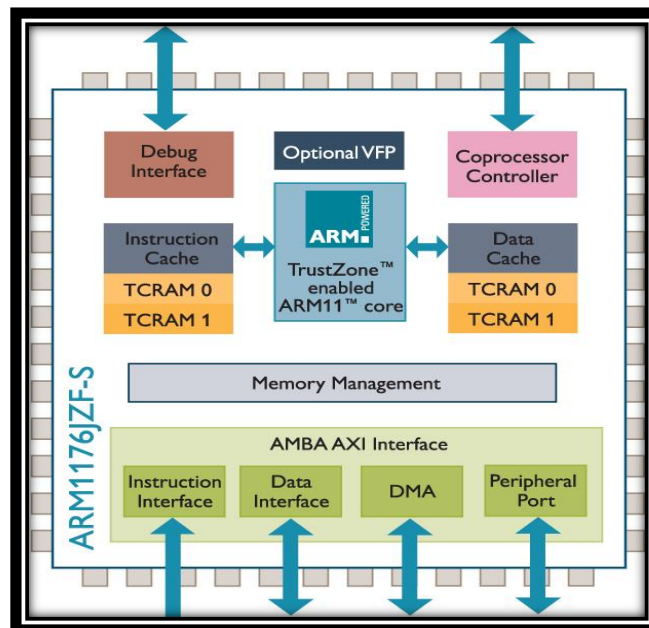 Debug
Interface
Optional VFP
Coprocessor
Controller
ARM POWERED
TrustZone™
enabled
ARM11™ core
Instruction
Cache
TCRAM 0
TCRAM 1
Data
Cache
TCRAM 0
TCRAM 1
Memory Management
ARM1176JZF-S
AMBA AXI Interface
Instruction
Interface
Data
Interface
DMA
Peripheral
Port